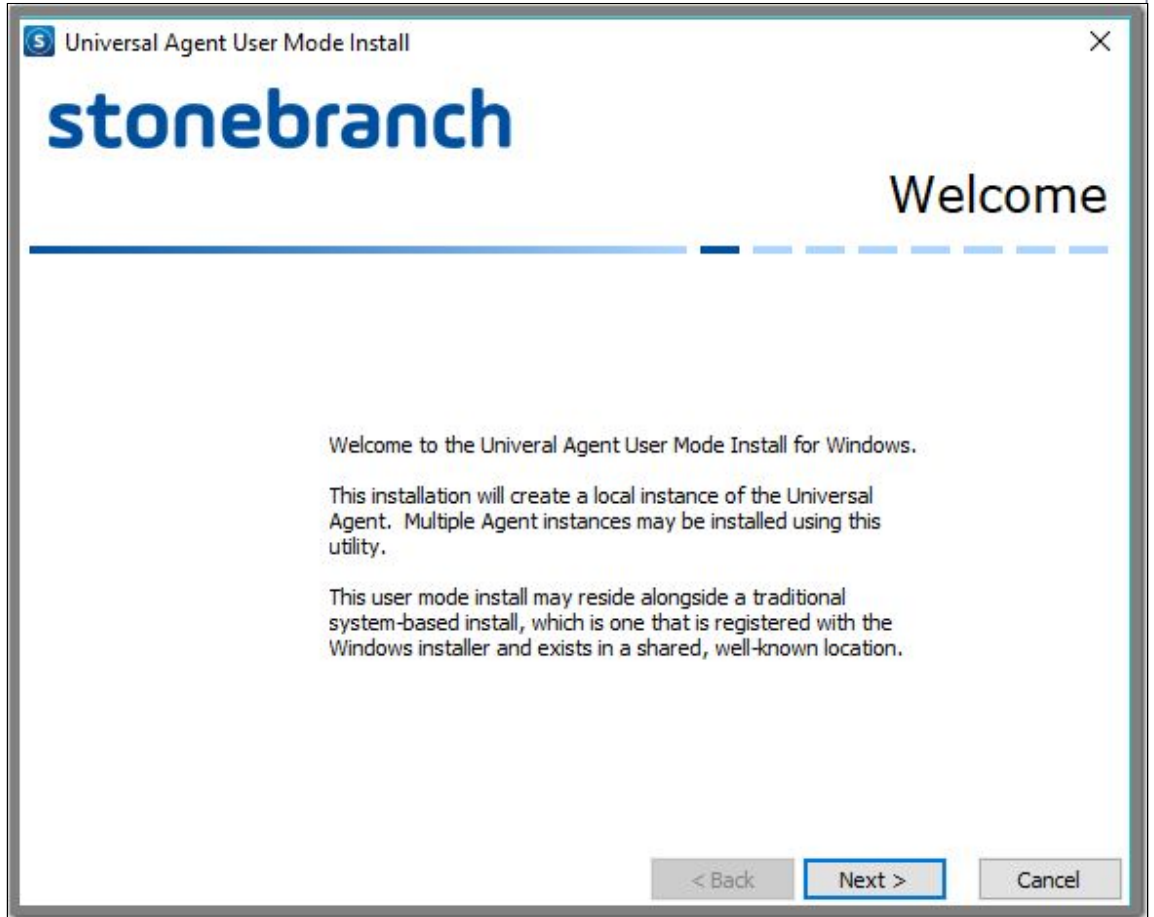 S Universal Agent User Mode Install
stonebranch
Welcome
Welcome to the Univeral Agent User Mode Install for Windows.
This installation will create a local instance of the Universal
Agent.  Multiple Agent instances may be installed using this
utility.
This user mode install may reside alongside a traditional
system-based install, which is one that is registered with the
Windows installer and exists in a shared, well-known location.
< Back
Next >
Cancel